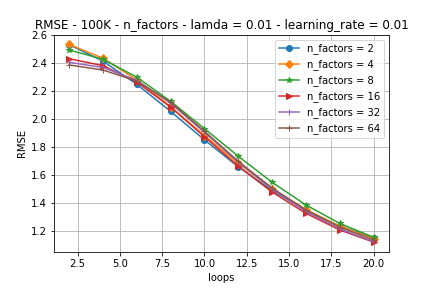 RMSE - 100K - n_factors - lamda = 0.01 - learning_rate = 0.01
2.6
2.4
2.2
2.0
1.8
1.6
1.4
1.2
RMSE
n_factors = 2
n_factors = 4
n_factors = 8
n_factors = 16
n_factors = 32
n_factors = 64
2.5 5.0 7.5 10.0 12.5 15.0 17.5 20.0
loops